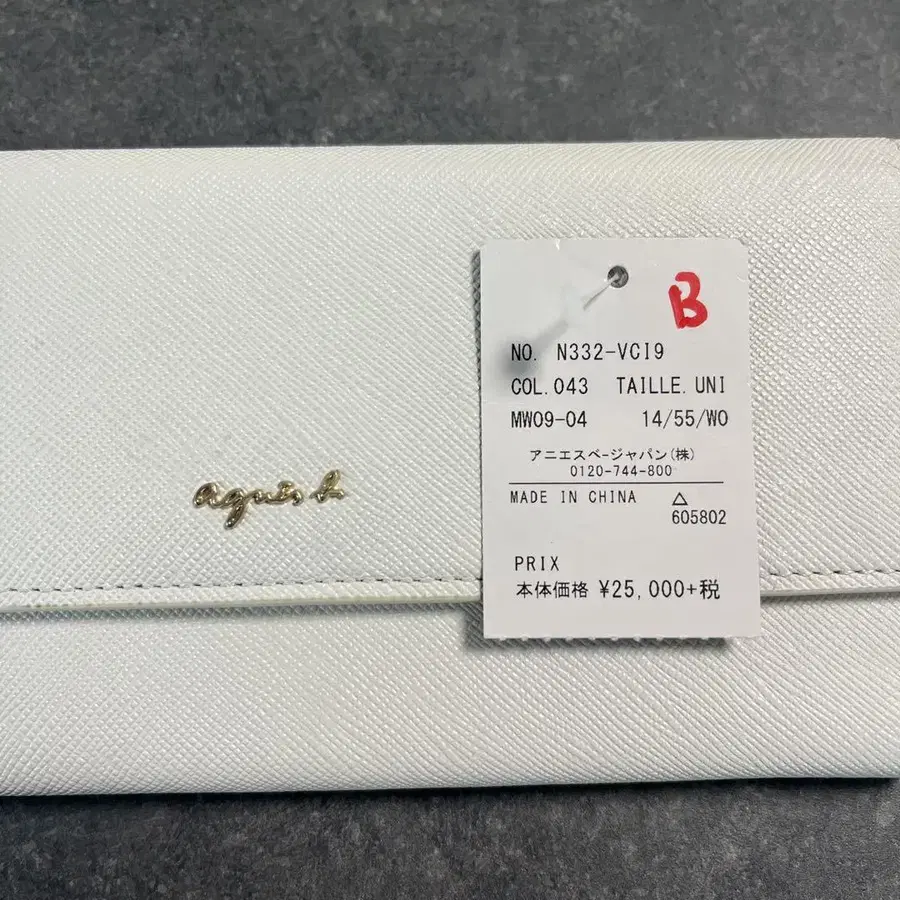 agnès b.
B
NO. N332-VCI9
COL.043 TAILLE.UNI
MW09-04 14/55/WO
アニエスベージャパン(株)
0120-744-800
MADE IN CHINA △
605802
PRIX
本体価格 ¥25,000+税